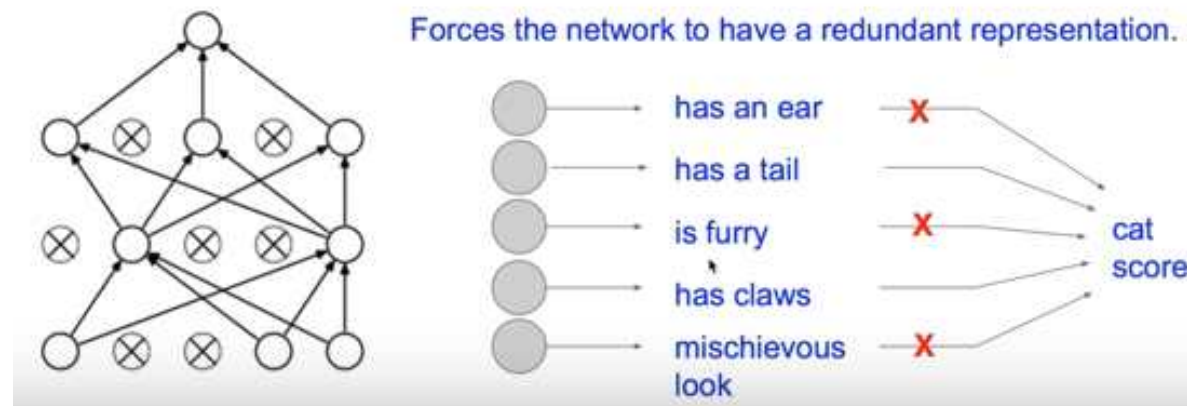 Forces the network to have a redundant representation.
has an ear
X
has a tail
is furry
X
has claws
mischievous
look
X
cat
score